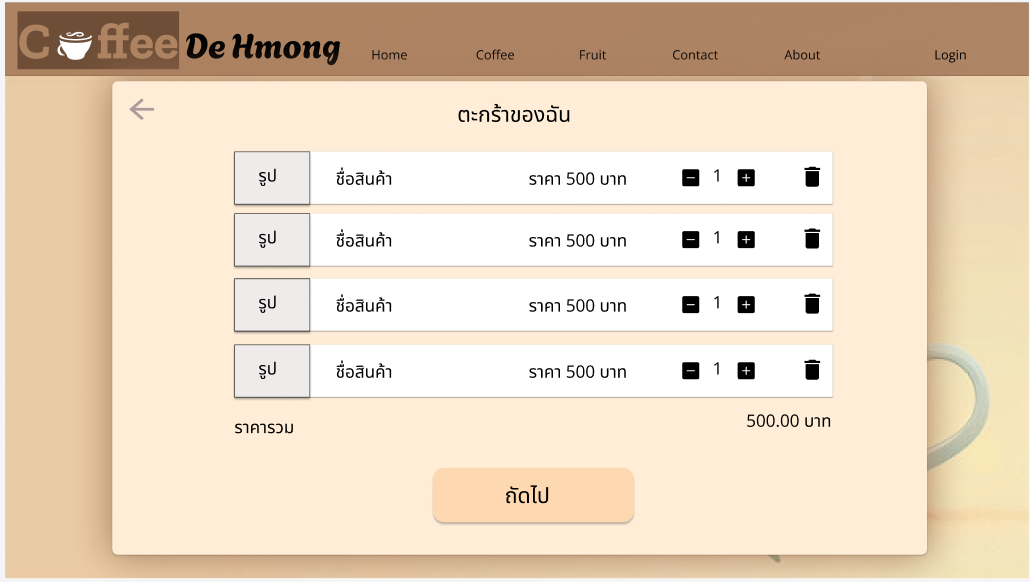 Coffee De Hmong Home Coffee Fruit Contact About Login
ตะกร้าของฉัน
รูป ชื่อสินค้า ราคา 500 บาท 1
รูป ชื่อสินค้า ราคา 500 บาท 1
รูป ชื่อสินค้า ราคา 500 บาท 1
รูป ชื่อสินค้า ราคา 500 บาท 1
ราคารวม 500.00 บาท
ถัดไป